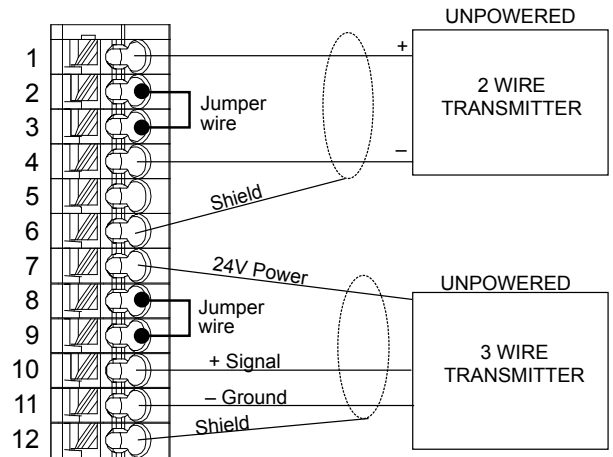 UNPOWERED
1
+
2
2 WIRE
TRANSMITTER
Jumper
wire
3
4
–
5
Shield
6
7
24V Power
UNPOWERED
8
Jumper
wire
9
3 WIRE
TRANSMITTER
10
+ Signal
11
– Ground
Shield
12